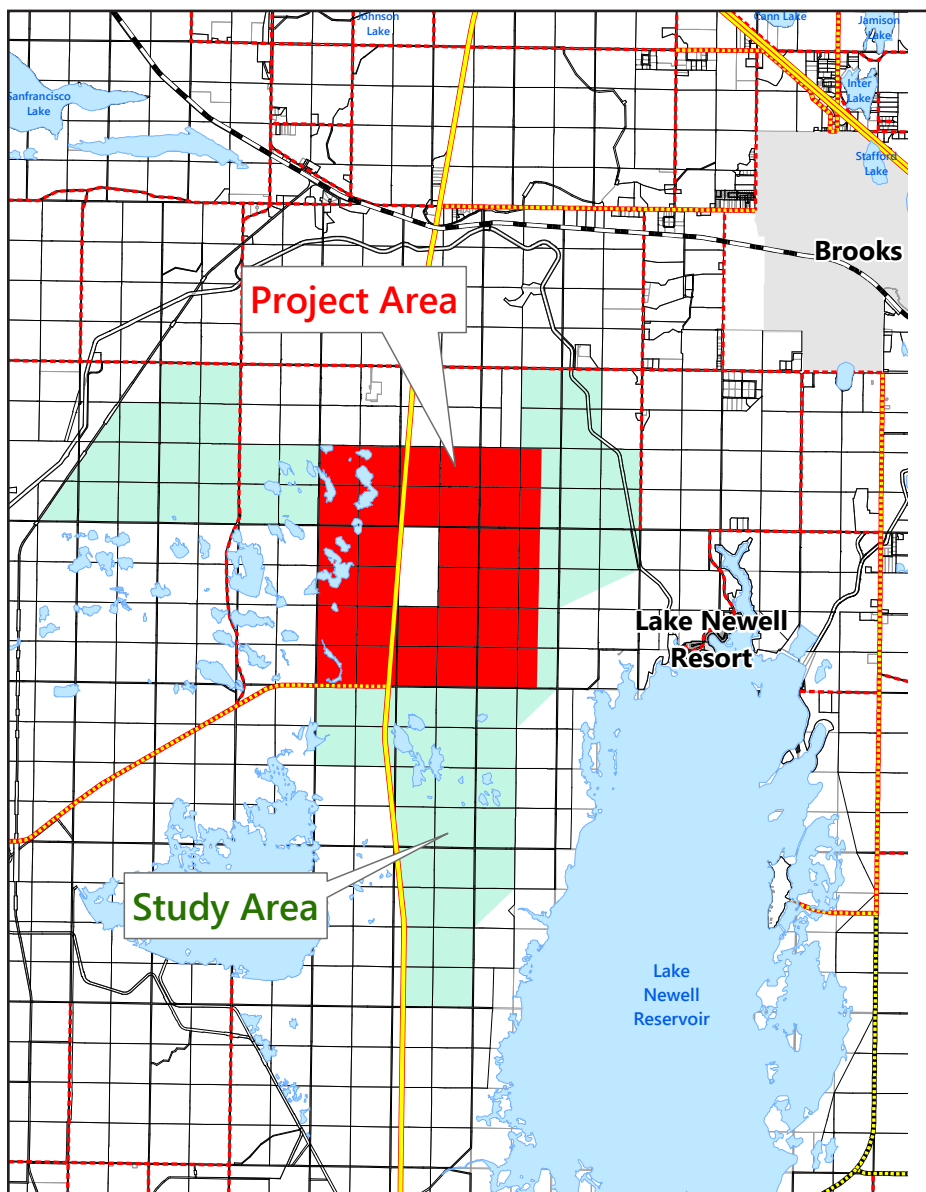 Johnson
Lake
Cann Lake
Jamison
Lake
Sanfrancisco
Lake
Inter
Lake
Stafford
Lake
Brooks
Project Area
Lake Newell
Resort
Study Area
Lake
Newell
Reservoir